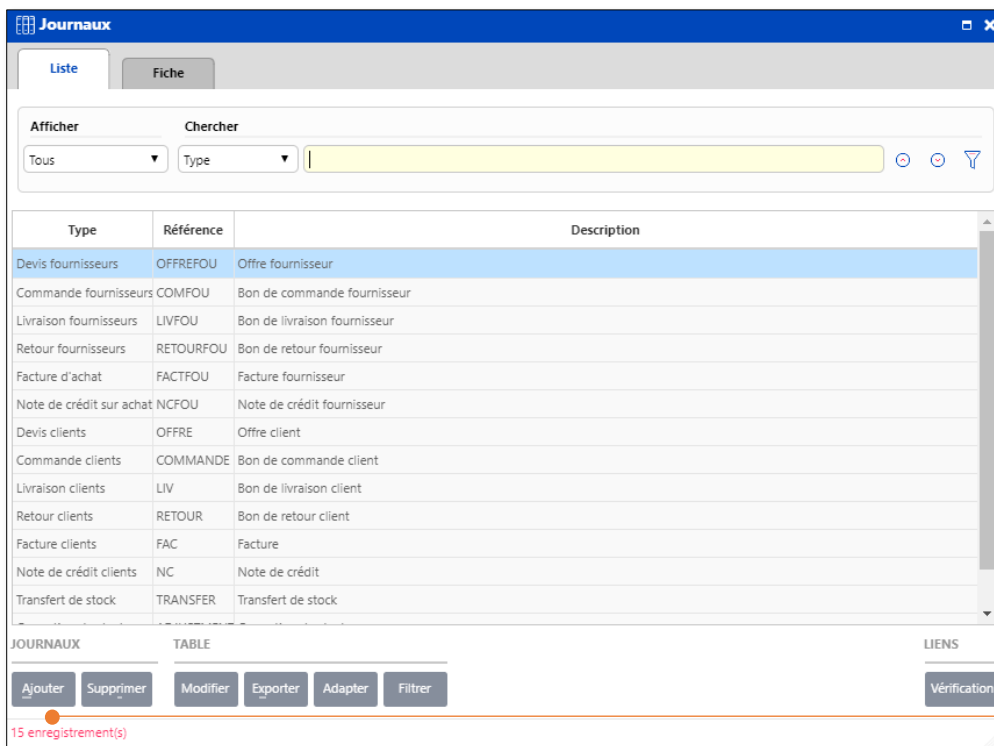 Journaux
Liste Fiche
Afficher Chercher
Tous Type
Type Référence Description
Devis fournisseurs OFFREFOU Offre fournisseur
Commande fournisseurs COMFOU Bon de commande fournisseur
Livraison fournisseurs LIVFOU Bon de livraison fournisseur
Retour fournisseurs RETOURFOU Bon de retour fournisseur
Facture d'achat FACTFOU Facture fournisseur
Note de crédit sur achat NCFOU Note de crédit fournisseur
Devis clients OFFRE Offre client
Commande clients COMMANDE Bon de commande client
Livraison clients LIV Bon de livraison client
Retour clients RETOUR Bon de retour client
Facture clients FAC Facture
Note de crédit clients NC Note de crédit
Transfert de stock TRANSFER Transfert de stock
JOURNAUX TABLE LIENS
Ajouter Supprimer Modifier Exporter Adapter Filtrer Vérification
15 enregistrement(s)